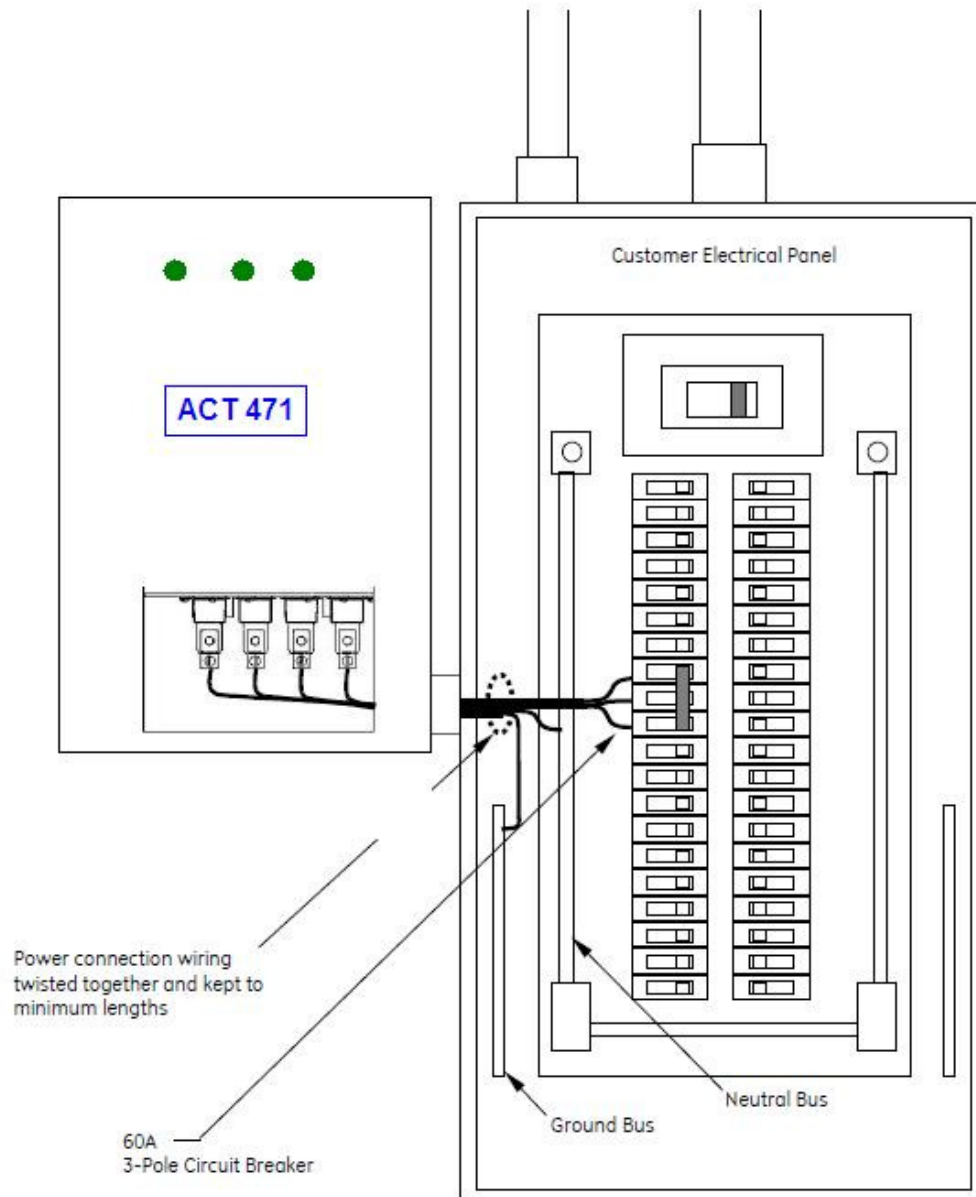 Customer Electrical Panel
ACT 471
Power connection wiring
twisted together and kept to
minimum lengths
Neutral Bus
Ground Bus
60A
3-Pole Circuit Breaker